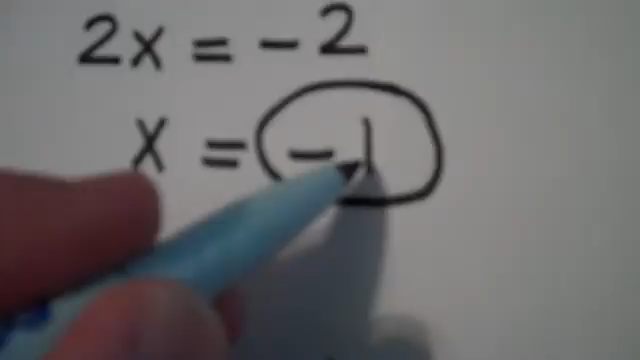 2x = -2
x = -1